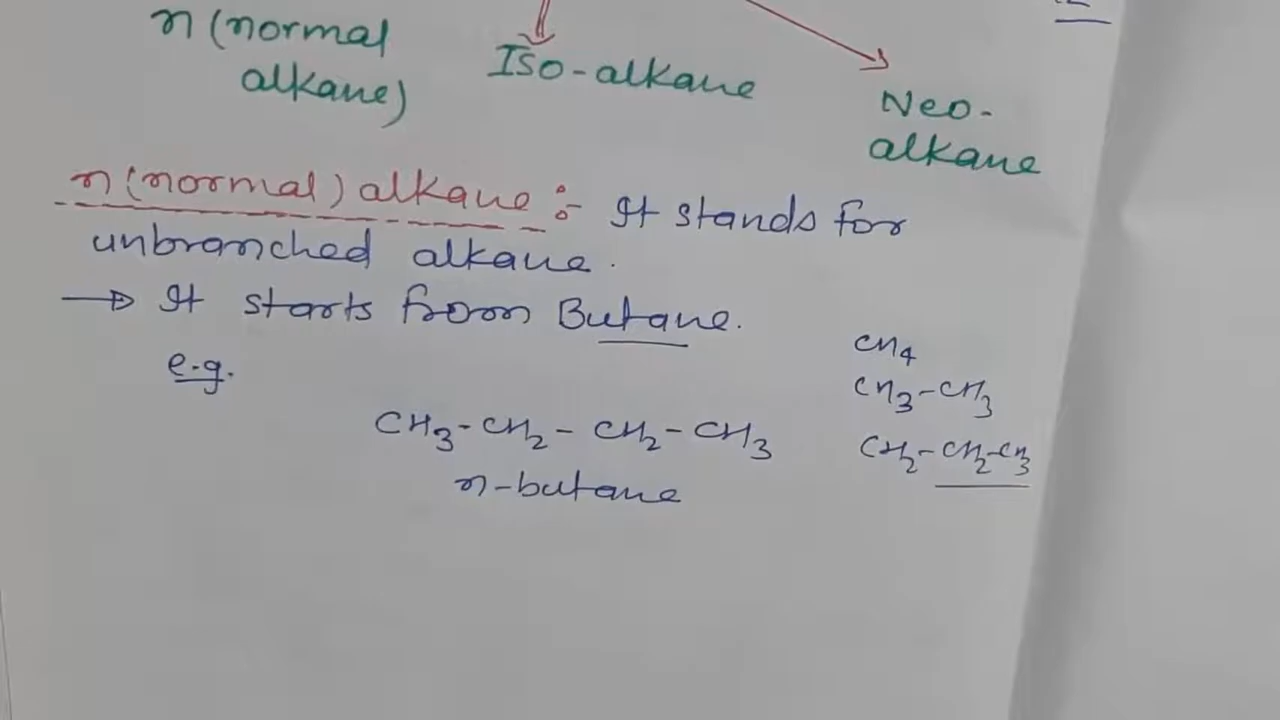 n (normal
alkane)
Iso-alkane
Neo-
alkane
n (normal) alkane :- It stands for
unbranched alkane.
→ It starts from Butane.
e.g.
CH4
CH3-CH3
CH2-CH2-CH3
CH3-CH2-CH2-CH3
n-butane